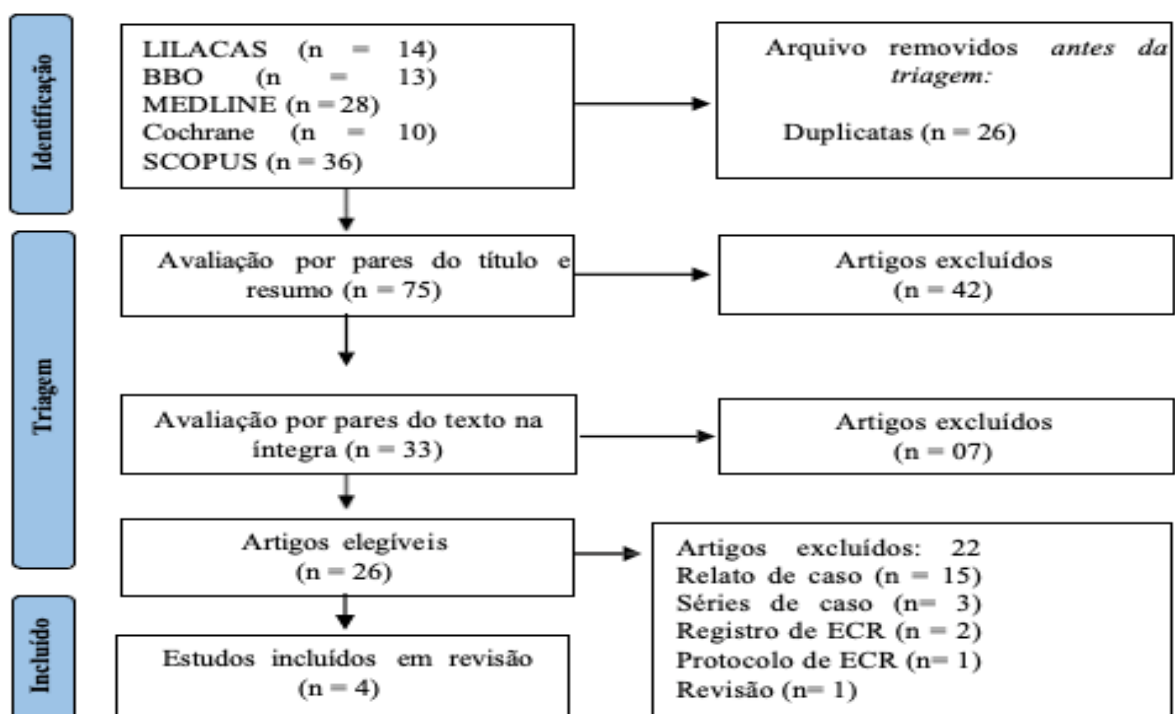 Identificação
LILACAS (n = 14)
BBO (n = 13)
MEDLINE (n = 28)
Cochrane (n = 10)
SCOPUS (n = 36)
Arquivo removidos antes da
triagem:
Duplicatas (n = 26)
Triagem
Avaliação por pares do título e
resumo (n = 75)
Artigos excluídos
(n = 42)
Avaliação por pares do texto na
íntegra (n = 33)
Artigos excluídos
(n = 07)
Artigos elegíveis
(n = 26)
Artigos excluídos: 22
Relato de caso (n = 15)
Séries de caso (n= 3)
Registro de ECR (n = 2)
Protocolo de ECR (n= 1)
Revisão (n= 1)
Incluído
Estudos incluídos em revisão
(n = 4)